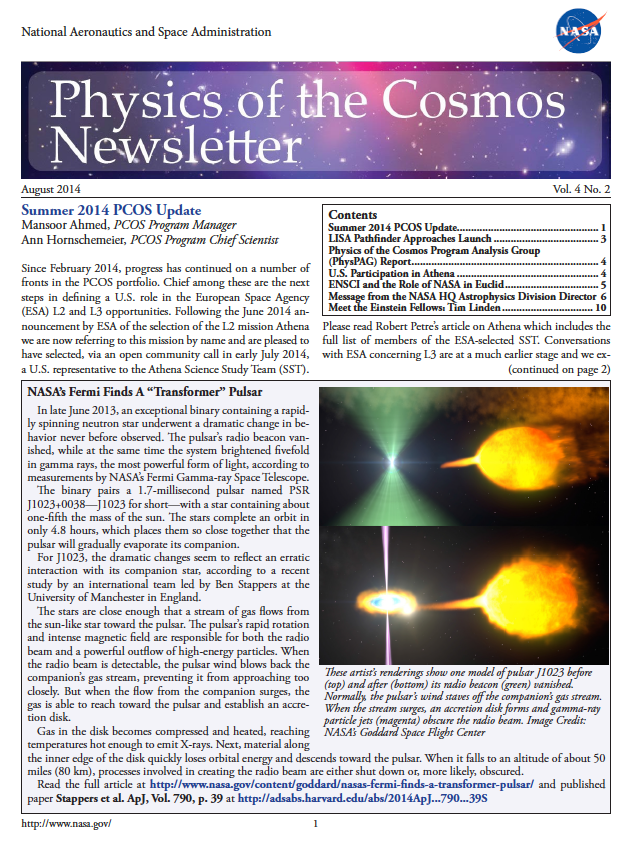 National Aeronautics and Space Administration
NASA
Physics of the Cosmos
Newsletter
August 2014
Vol. 4 No. 2
Summer 2014 PCOS Update
Mansoor Ahmed, PCOS Program Manager
Ann Hornschemeier, PCOS Program Chief Scientist
Since February 2014, progress has continued on a number of
fronts in the PCOS portfolio. Chief among these are the next
steps in defining a U.S. role in the European Space Agency
(ESA) L2 and L3 opportunities. Following the June 2014 an-
nouncement by ESA of the selection of the L2 mission Athena
we are now referring to this mission by name and are pleased to
have selected, via an open community call in early July 2014,
a U.S. representative to the Athena Science Study Team (SST).
Contents
Summer 2014 PCOS Update.......................................... 1
LISA Pathfinder Approaches Launch ............................... 3
Physics of the Cosmos Program Analysis Group
(PhysPAG) Report........................................................ 4
U.S. Participation in Athena ........................................... 4
ENSCI and the Role of NASA in Euclid............................ 5
Message from the NASA HQ Astrophysics Division Director 6
Meet the Einstein Fellows: Tim Linden ........................... 10
Please read Robert Petre's article on Athena which includes the
full list of members of the ESA-selected SST. Conversations
with ESA concerning L3 are at a much earlier stage and we ex-
(continued on page 2)
NASA's Fermi Finds A “Transformer” Pulsar
In late June 2013, an exceptional binary containing a rapid-
ly spinning neutron star underwent a dramatic change in be-
havior never before observed. The pulsar's radio beacon van-
ished, while at the same time the system brightened fivefold
in gamma rays, the most powerful form of light, according to
measurements by NASA's Fermi Gamma-ray Space Telescope.
The binary pairs a 1.7-millisecond pulsar named PSR
J1023+0038—J1023 for short—with a star containing about
one-fifth the mass of the sun. The stars complete an orbit in
only 4.8 hours, which places them so close together that the
pulsar will gradually evaporate its companion.
For J1023, the dramatic changes seem to reflect an erratic
interaction with its companion star, according to a recent
study by an international team led by Ben Stappers at the
University of Manchester in England.
The stars are close enough that a stream of gas flows from
the sun-like star toward the pulsar. The pulsar's rapid rotation
and intense magnetic field are responsible for both the radio
beam and a powerful outflow of high-energy particles. When
the radio beam is detectable, the pulsar wind blows back the
companion's gas stream, preventing it from approaching too
closely. But when the flow from the companion surges, the
gas is able to reach toward the pulsar and establish an accre-
tion disk.
Gas in the disk becomes compressed and heated, reaching
temperatures hot enough to emit X-rays. Next, material along
the inner edge of the disk quickly loses orbital energy and descends toward the pulsar. When it falls to an altitude of about 50
miles (80 km), processes involved in creating the radio beam are either shut down or, more likely, obscured.
Read the full article at http://www.nasa.gov/content/goddard/nasas-fermi-finds-a-transformer-pulsar/ and published
paper Stappers et al. ApJ, Vol. 790, p. 39 at http://adsabs.harvard.edu/abs/2014ApJ...790...39S
These artist's renderings show one model of pulsar J1023 before
(top) and after (bottom) its radio beacon (green) vanished.
Normally, the pulsar's wind staves off the companion's gas stream.
When the stream surges, an accretion disk forms and gamma-ray
particle jets (magenta) obscure the radio beam. Image Credit:
NASA's Goddard Space Flight Center
http://www.nasa.gov/
1